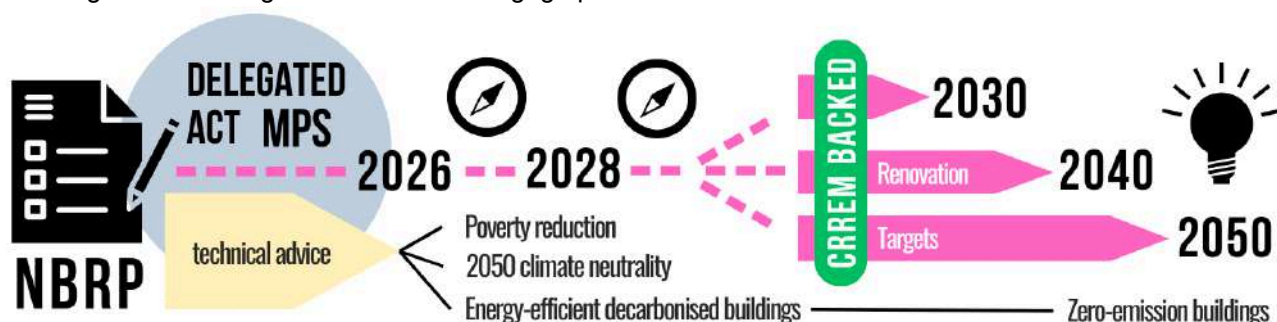 DELEGATED
ACT MPS
2026
2028
NBRP
technical advice
Poverty reduction
2050 climate neutrality
Energy-efficient decarbonised buildings
Zero-emission buildings
CRREM BACKED
2030
Renovation
2040
Targets
2050